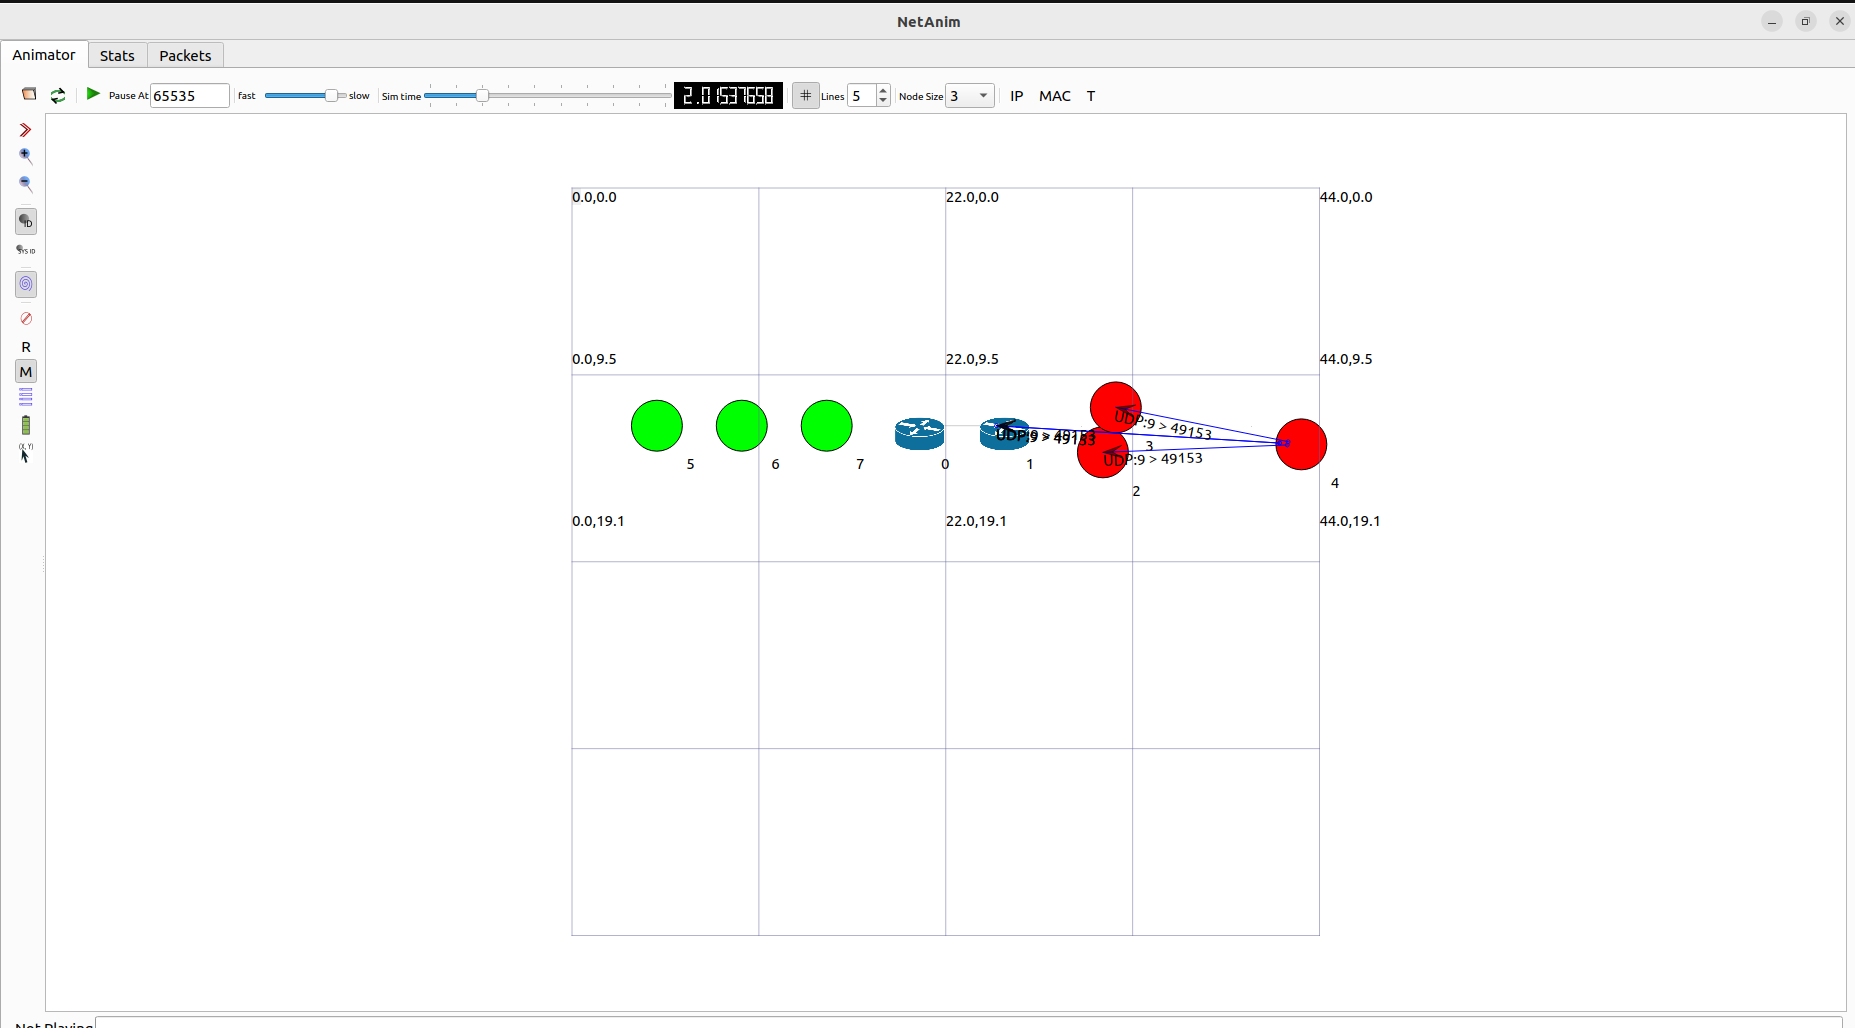 NetAnim
Animator Stats Packets
Pause At 65535 fast slow Sim time 2.01537658 # Lines 5 Node Size 3 IP MAC T
ID
SYS ID
R
M
(X, Y)
0.0,0.0 22.0,0.0 44.0,0.0
0.0,9.5 22.0,9.5 44.0,9.5
UDP:9 > 49153
UDP:9 > 49153
3
UDP:9 > 49153
5 6 7 0 1
4
2
0.0,19.1 22.0,19.1 44.0,19.1
Not Playing